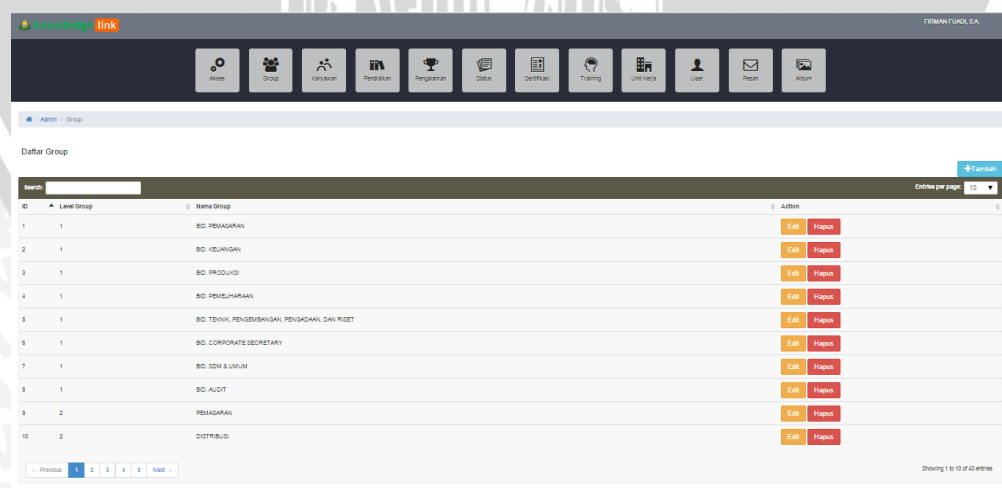 knowledge link
FIRMAN FUADI, S.A.
Akses Group Karyawan Pendidikan Pengalaman Status Sertifikasi Training Unit Kerja User Pesan Album
/ Admin / Group
Daftar Group
+Tambah
Search: Entries per page: 10
ID Level Group Nama Group Action
1 1 BID. PEMASARAN Edit Hapus
2 1 BID. KEUANGAN Edit Hapus
3 1 BID. PRODUKSI Edit Hapus
4 1 BID. PEMELIHARAAN Edit Hapus
5 1 BID. TEKNIK, PENGEMBANGAN, PENGADAAN, DAN RISET Edit Hapus
6 1 BID. CORPORATE SECRETARY Edit Hapus
7 1 BID. SDM & UMUM Edit Hapus
8 1 BID. AUDIT Edit Hapus
9 2 PEMASARAN Edit Hapus
10 2 DISTRIBUSI Edit Hapus
← Previous 1 2 3 4 5 Next → Showing 1 to 10 of 43 entries